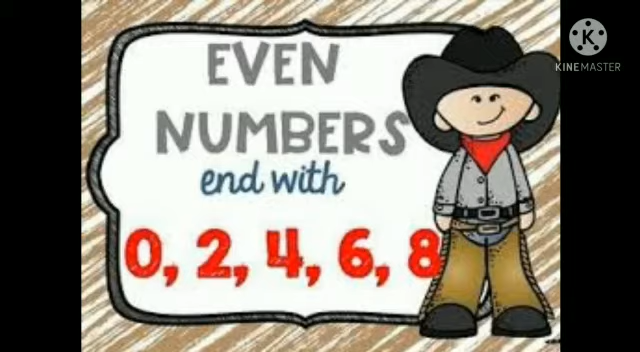 EVEN
NUMBERS
end with
0, 2, 4, 6, 8
K
KINEMASTER